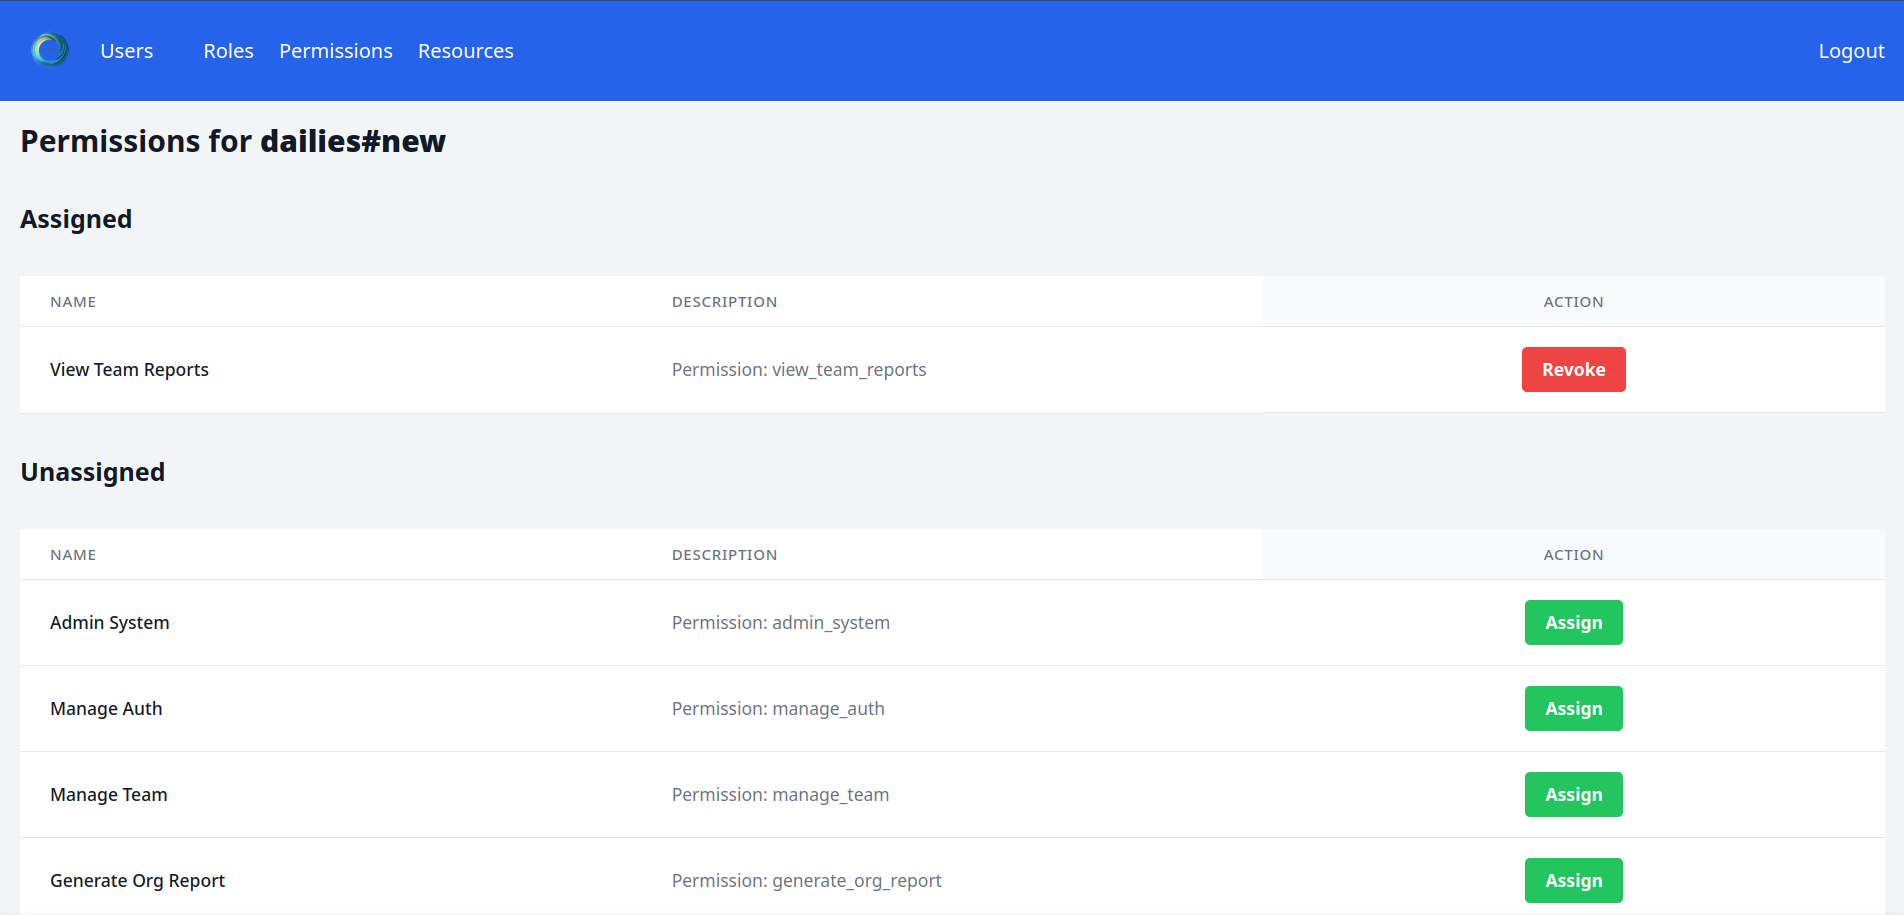 Users Roles Permissions Resources Logout
Permissions for dailies#new
Assigned
NAME DESCRIPTION ACTION
View Team Reports Permission: view_team_reports Revoke
Unassigned
NAME DESCRIPTION ACTION
Admin System Permission: admin_system Assign
Manage Auth Permission: manage_auth Assign
Manage Team Permission: manage_team Assign
Generate Org Report Permission: generate_org_report Assign